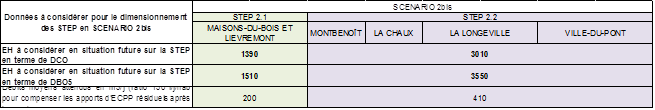 SCENARIO 2bis
Données à considérer pour le dimensionnement des STEP en SCENARIO 2bis
STEP 2.1
STEP 2.2
MAISONS-DU-BOIS ET LIEVREMONT
MONTBENOÎT
LA CHAUX
LA LONGEVILLE
VILLE-DU-PONT
EH à considérer en situation future sur la STEP en terme de DCO
1390
3010
EH à considérer en situation future sur la STEP en terme de DBO5
1510
3550
Débits moyens attendus en m3/j (ratio 150 l/j/hab
pour compenser les apports d'ECPP résiduels après
200
410